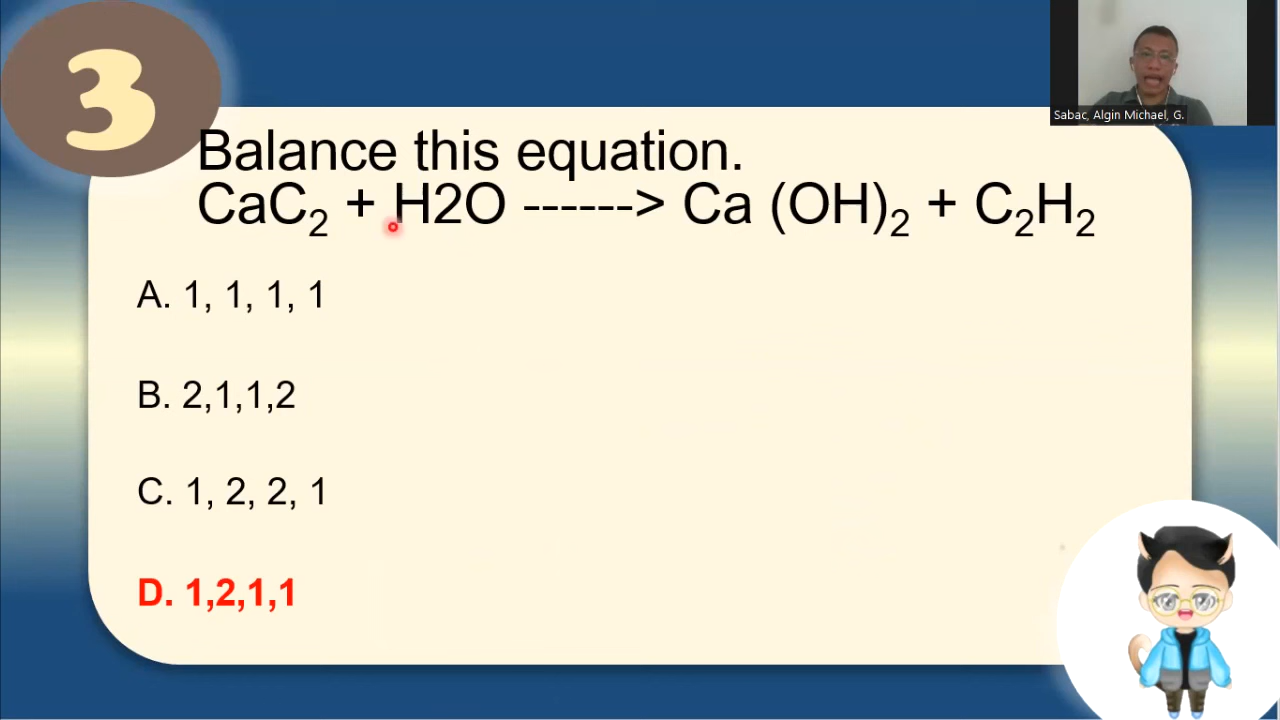 3
Sabac, Algin Michael, G.
Balance this equation.
CaC₂ + H2O ------> Ca (OH)₂ + C₂H₂
A. 1, 1, 1, 1
B. 2,1,1,2
C. 1, 2, 2, 1
D. 1,2,1,1